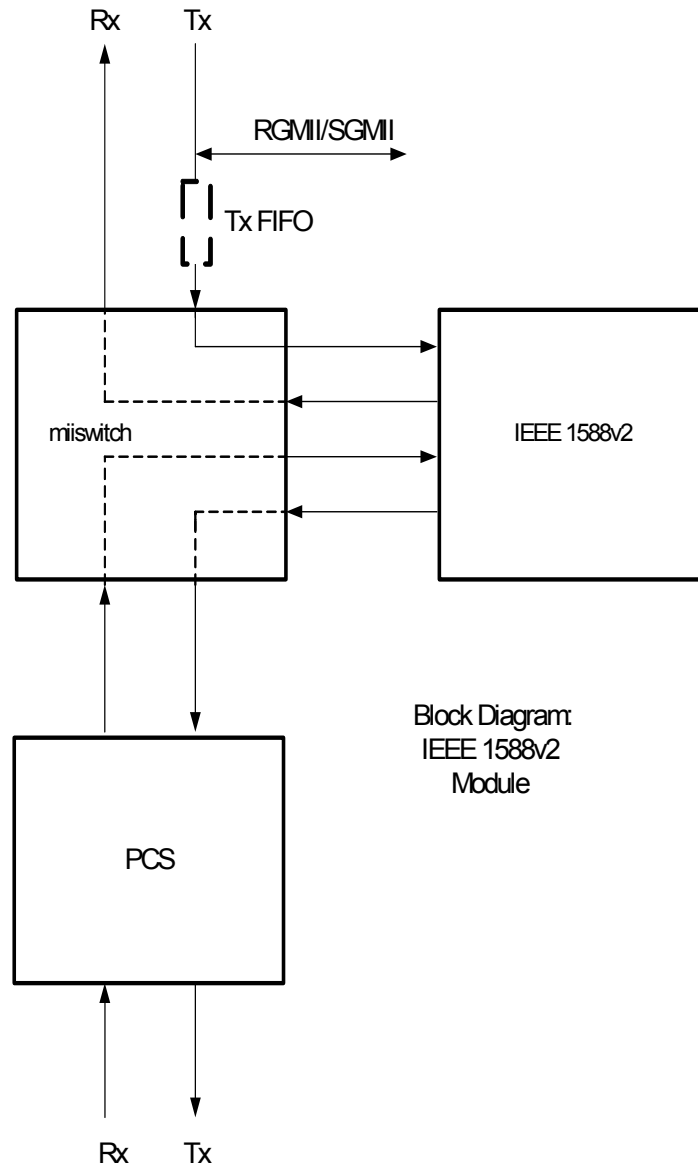 Rx Tx
RGMII/SGMII
Tx FIFO
miiswitch
IEEE 1588v2
Block Diagram:
IEEE 1588v2
Module
PCS
Rx Tx